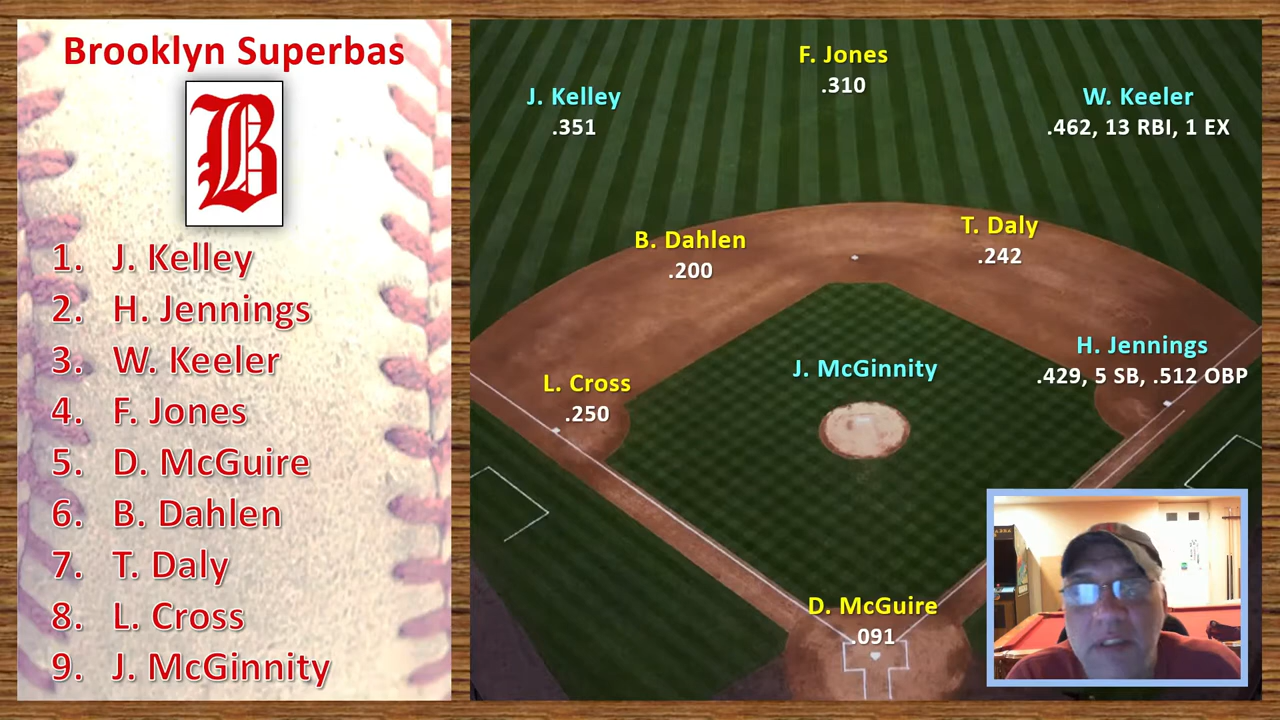 Brooklyn Superbas
B
1. J. Kelley
2. H. Jennings
3. W. Keeler
4. F. Jones
5. D. McGuire
6. B. Dahlen
7. T. Daly
8. L. Cross
9. J. McGinnity
F. Jones
.310
J. Kelley
.351
W. Keeler
.462, 13 RBI, 1 EX
B. Dahlen
.200
T. Daly
.242
H. Jennings
.429, 5 SB, .512 OBP
J. McGinnity
L. Cross
.250
D. McGuire
.091